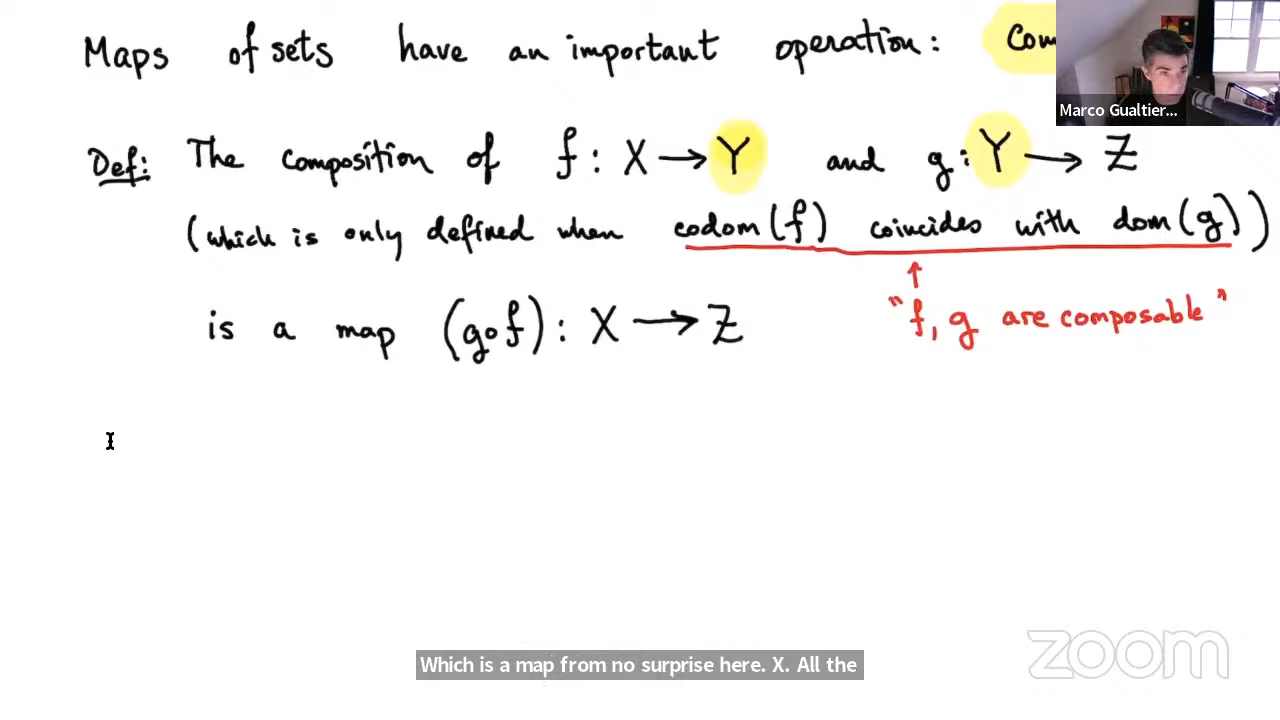 Maps of sets have an important operation: Com
Marco Gualtier...
Def: The composition of f: X → Y and g: Y → Z
(which is only defined when codom(f) coincides with dom(g))
↑
"f, g are composable"
is a map (g∘f): X → Z
Which is a map from no surprise here. X. All the
zoom